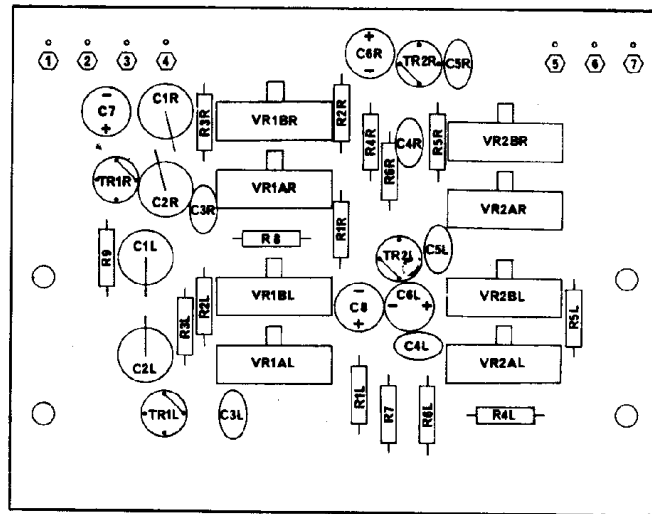 C6R TR2R C5R
1 2 3 4 5 6 7
C7 C1R R3R VR1BR R2R R4R C4R R5R VR2BR
R6R
TR1R C2R C3R VR1AR R1R VR2AR
R9 C1L R8 TR2L C5L
R3L R2L VR1BL C8 C6L VR2BL R5L
C2L VR1AL C4L VR2AL
TR1L C3L R1L R7 R6L R4L